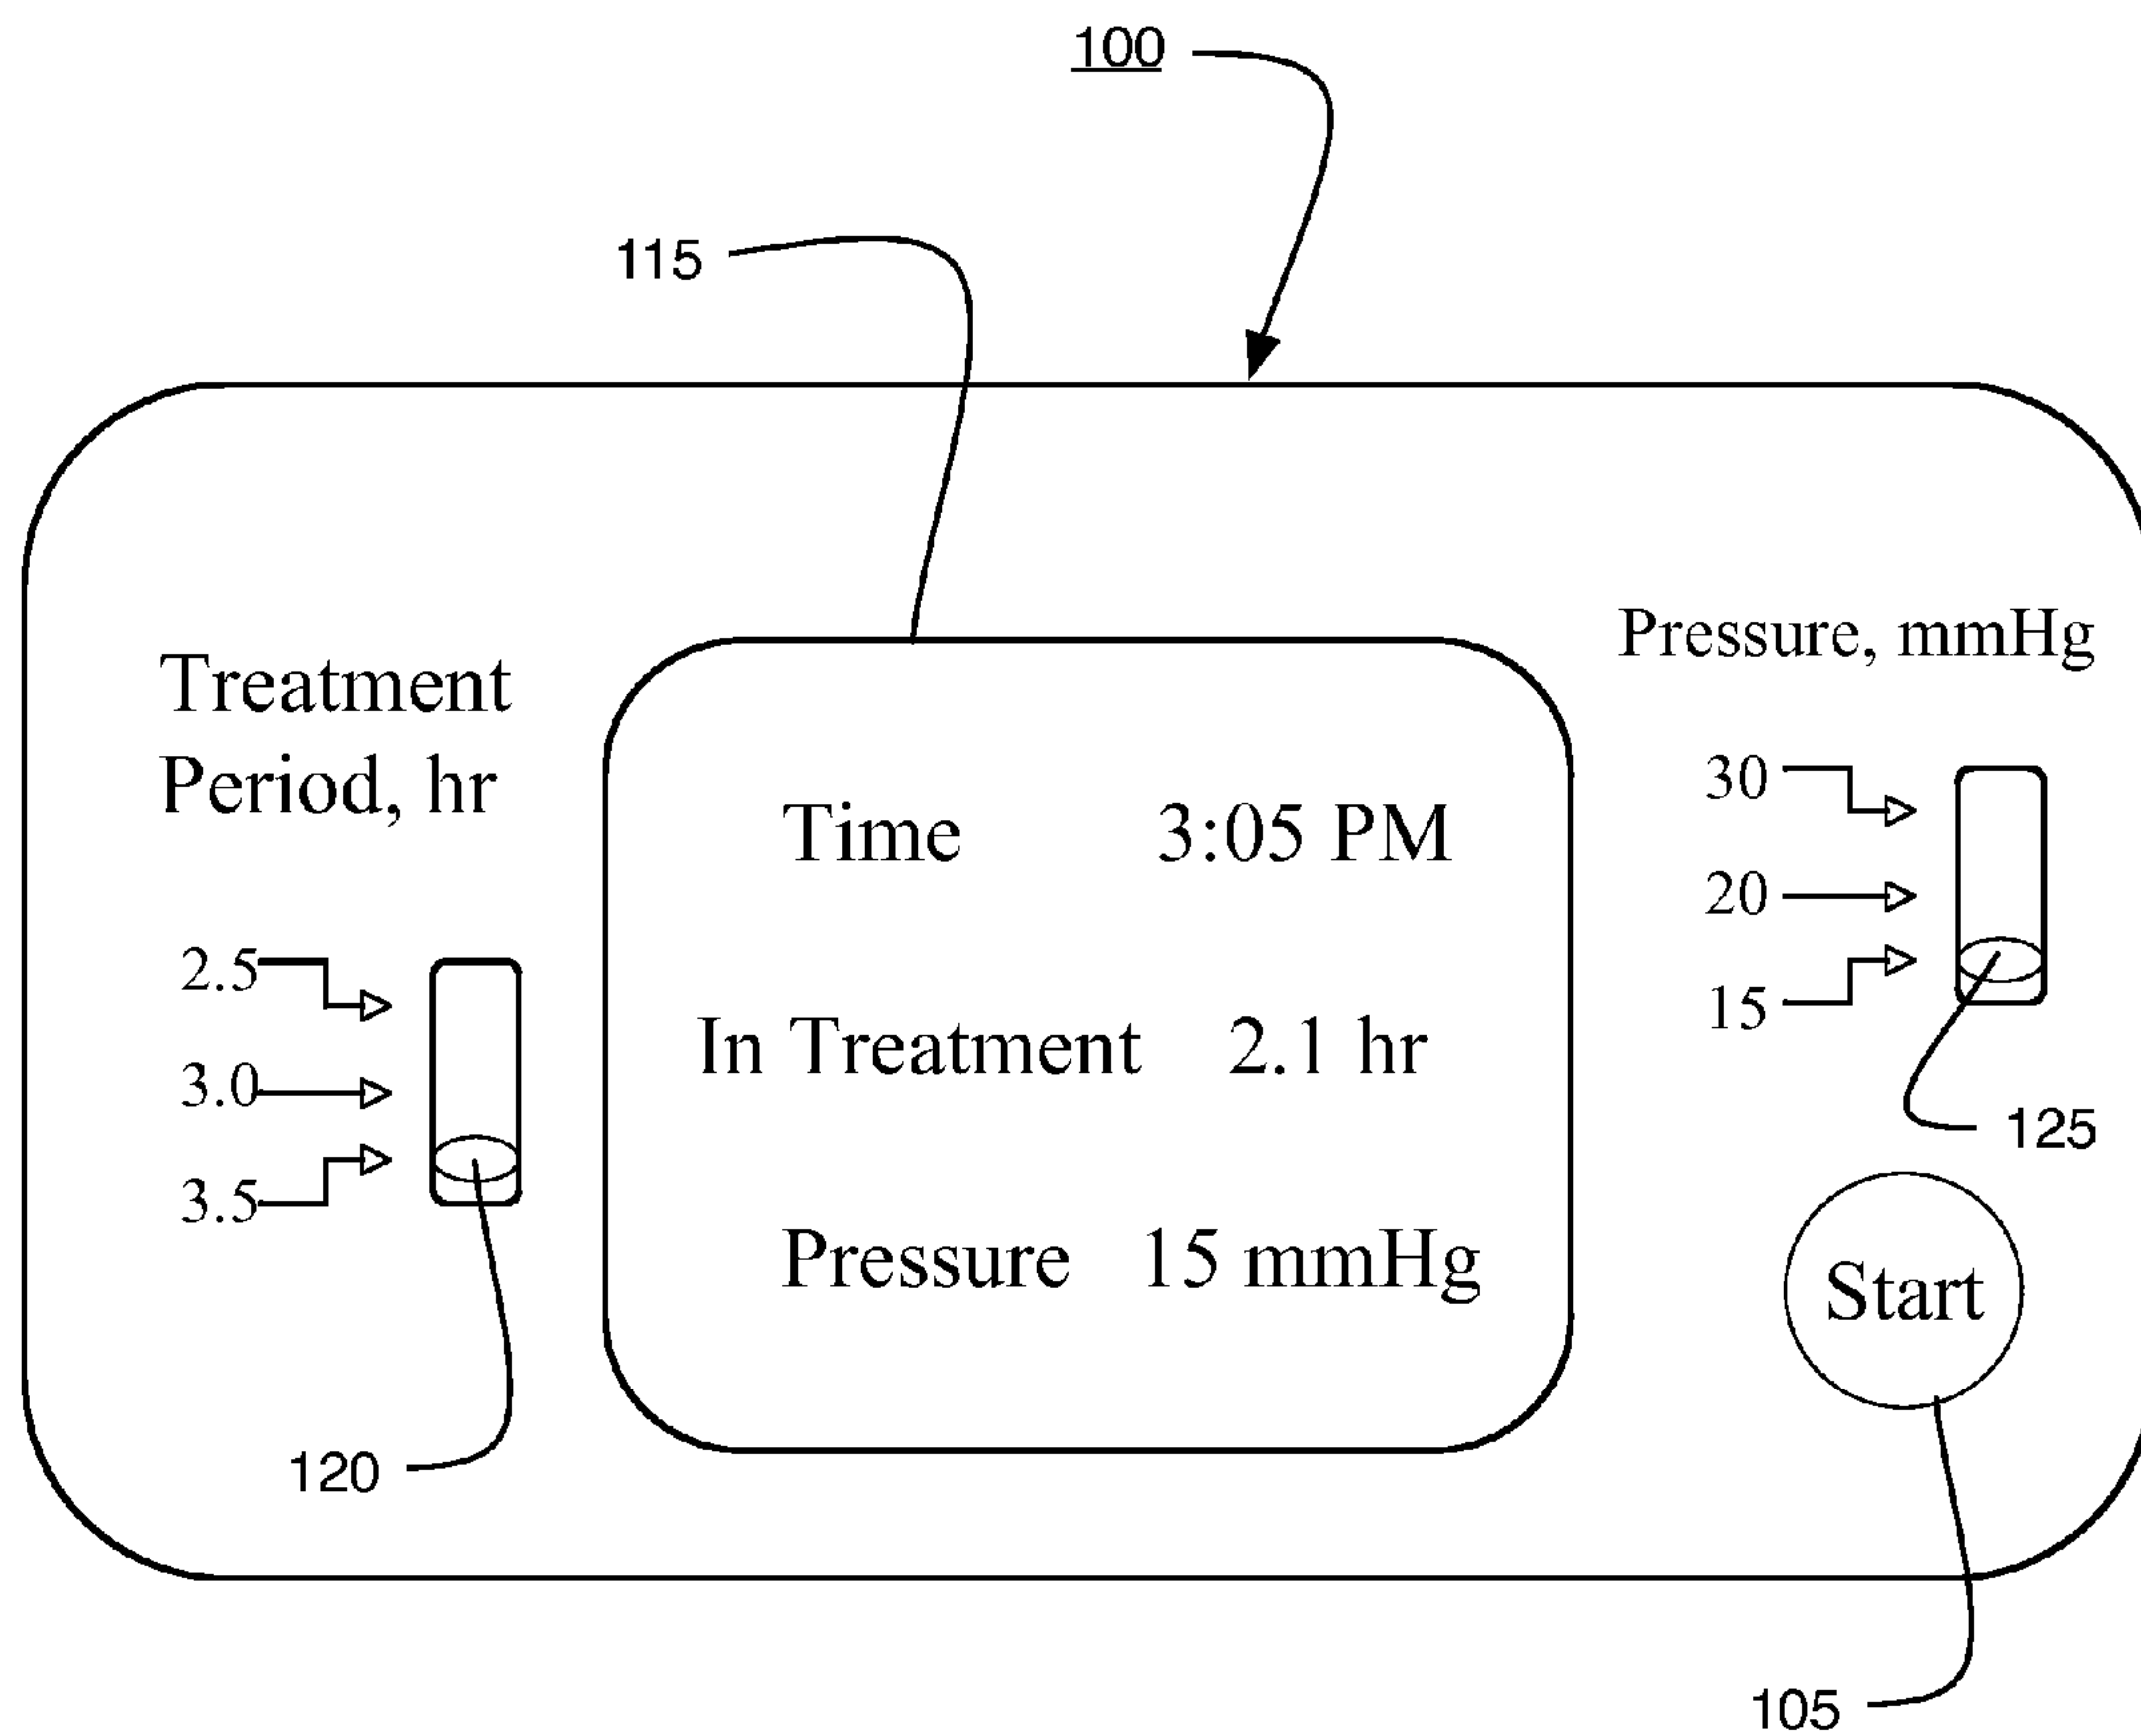 100
115
Treatment
Period, hr
2.5
3.0
3.5
120
Time 3:05 PM
In Treatment 2.1 hr
Pressure 15 mmHg
Pressure, mmHg
30
20
15
125
Start
105